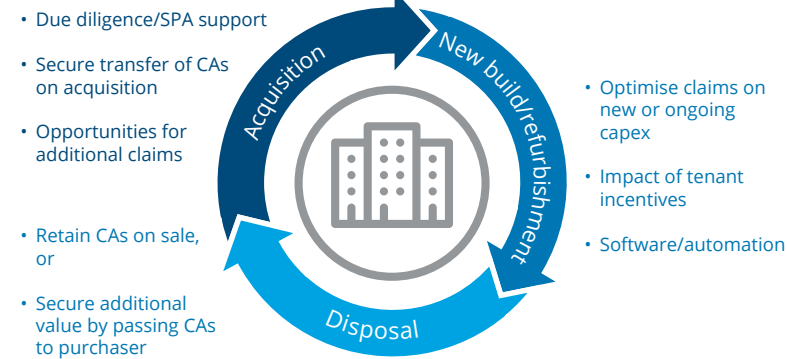 • Due diligence/SPA support
• Secure transfer of CAs
on acquisition
• Opportunities for
additional claims
Acquisition
New build/refurbishment
• Optimise claims on
new or ongoing
capex
• Impact of tenant
incentives
• Software/automation
• Retain CAs on sale,
or
• Secure additional
value by passing CAs
to purchaser
Disposal